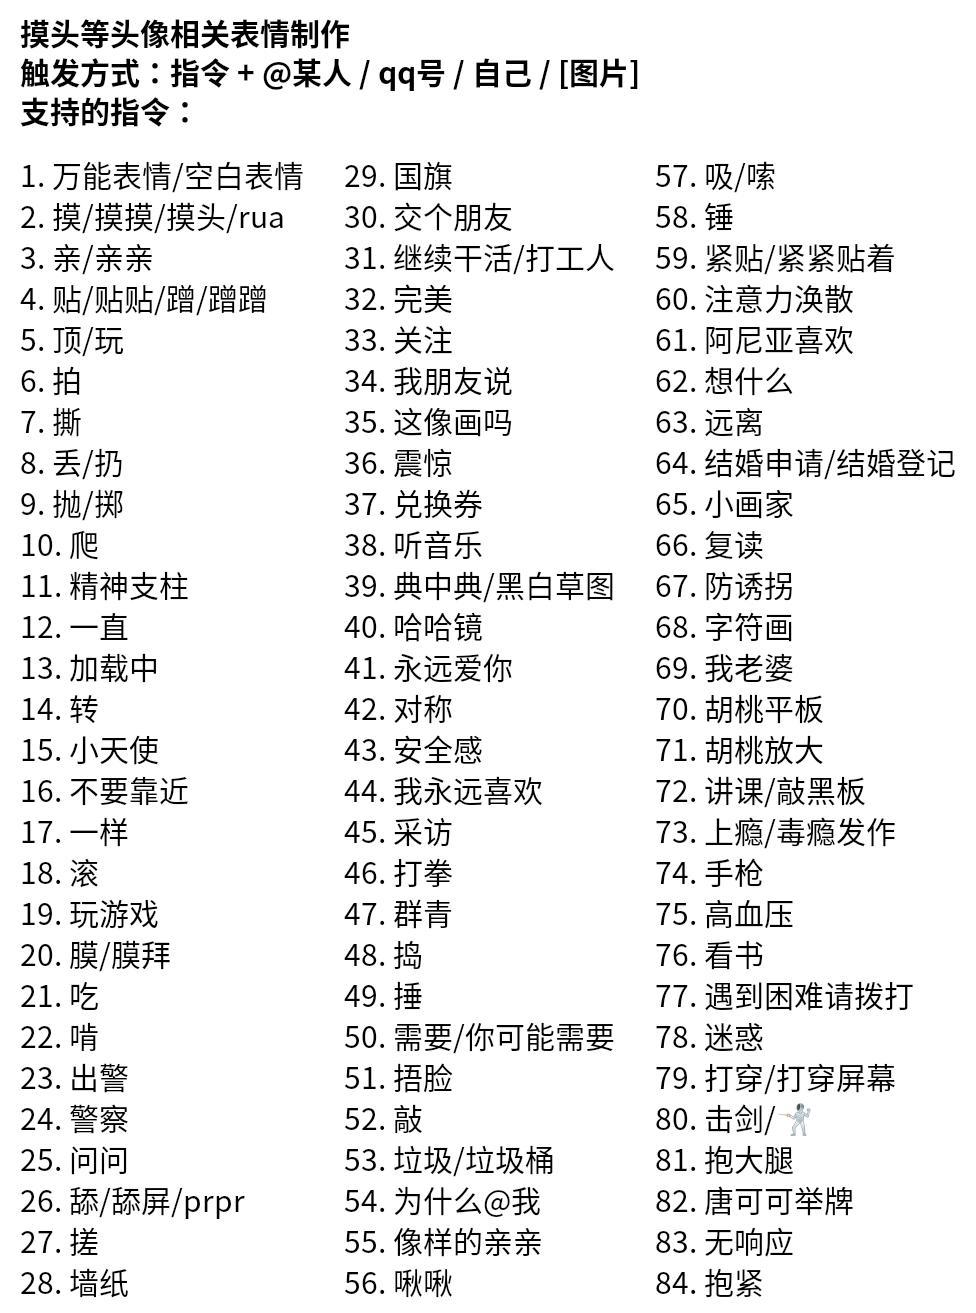 摸头等头像相关表情制作
触发方式：指令 + @某人 / qq号 / 自己 / [图片]
支持的指令：
1. 万能表情/空白表情
2. 摸/摸摸/摸头/rua
3. 亲/亲亲
4. 贴/贴贴/蹭/蹭蹭
5. 顶/玩
6. 拍
7. 撕
8. 丢/扔
9. 抛/掷
10. 爬
11. 精神支柱
12. 一直
13. 加载中
14. 转
15. 小天使
16. 不要靠近
17. 一样
18. 滚
19. 玩游戏
20. 膜/膜拜
21. 吃
22. 啃
23. 出警
24. 警察
25. 问问
26. 舔/舔屏/prpr
27. 搓
28. 墙纸
29. 国旗
30. 交个朋友
31. 继续干活/打工人
32. 完美
33. 关注
34. 我朋友说
35. 这像画吗
36. 震惊
37. 兑换券
38. 听音乐
39. 典中典/黑白草图
40. 哈哈镜
41. 永远爱你
42. 对称
43. 安全感
44. 我永远喜欢
45. 采访
46. 打拳
47. 群青
48. 捣
49. 捶
50. 需要/你可能需要
51. 捂脸
52. 敲
53. 垃圾/垃圾桶
54. 为什么@我
55. 像样的亲亲
56. 啾啾
57. 吸/嗦
58. 锤
59. 紧贴/紧紧贴着
60. 注意力涣散
61. 阿尼亚喜欢
62. 想什么
63. 远离
64. 结婚申请/结婚登记
65. 小画家
66. 复读
67. 防诱拐
68. 字符画
69. 我老婆
70. 胡桃平板
71. 胡桃放大
72. 讲课/敲黑板
73. 上瘾/毒瘾发作
74. 手枪
75. 高血压
76. 看书
77. 遇到困难请拨打
78. 迷惑
79. 打穿/打穿屏幕
80. 击剑/🤺
81. 抱大腿
82. 唐可可举牌
83. 无响应
84. 抱紧